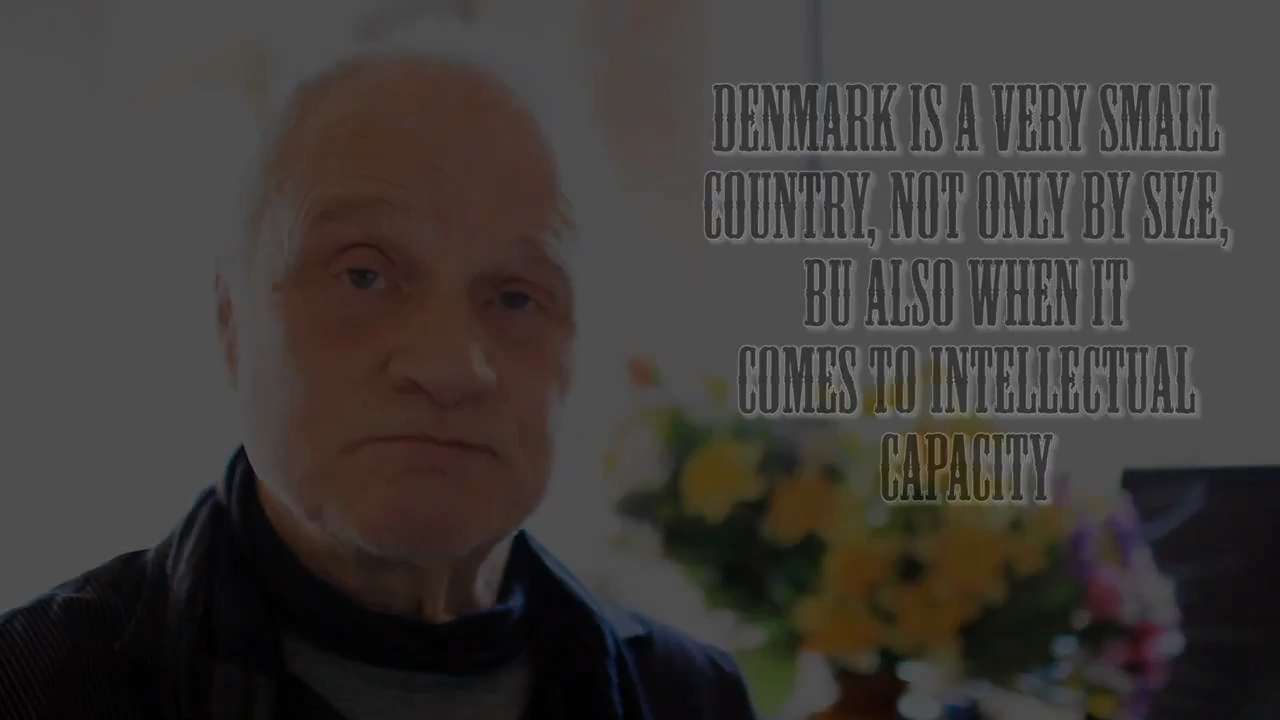 DENMARK IS A VERY SMALL
COUNTRY, NOT ONLY BY SIZE,
BU ALSO WHEN IT
COMES TO INTELLECTUAL
CAPACITY